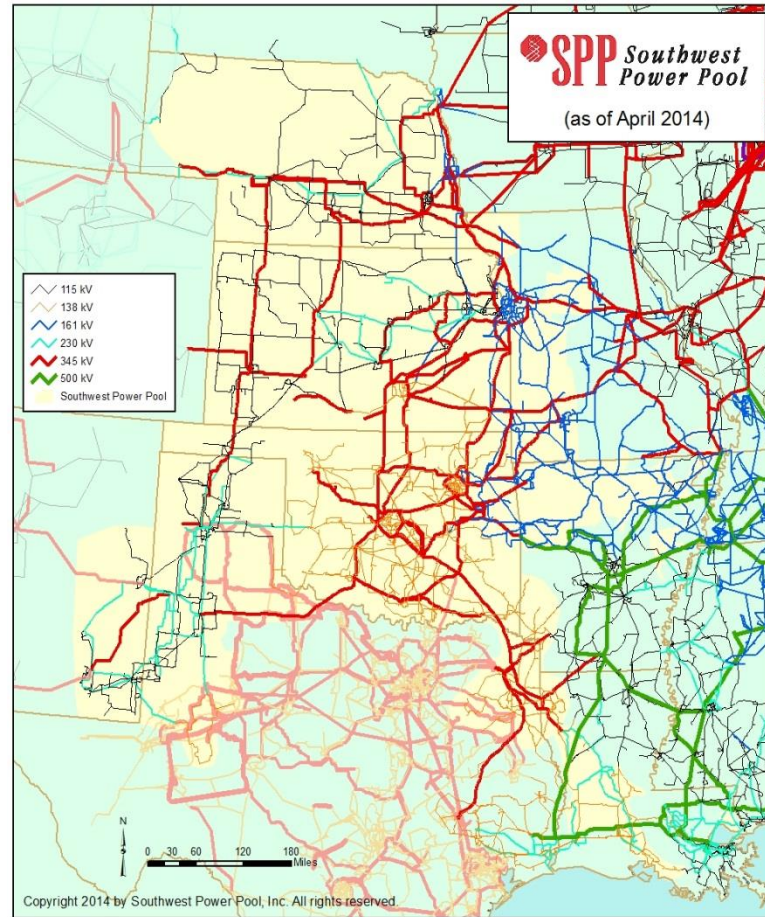 SPP Southwest
Power Pool
(as of April 2014)
115 kV
138 kV
161 kV
230 kV
345 kV
500 kV
Southwest Power Pool
N
0 30 60 120 180
Miles
Copyright 2014 by Southwest Power Pool, Inc. All rights reserved.